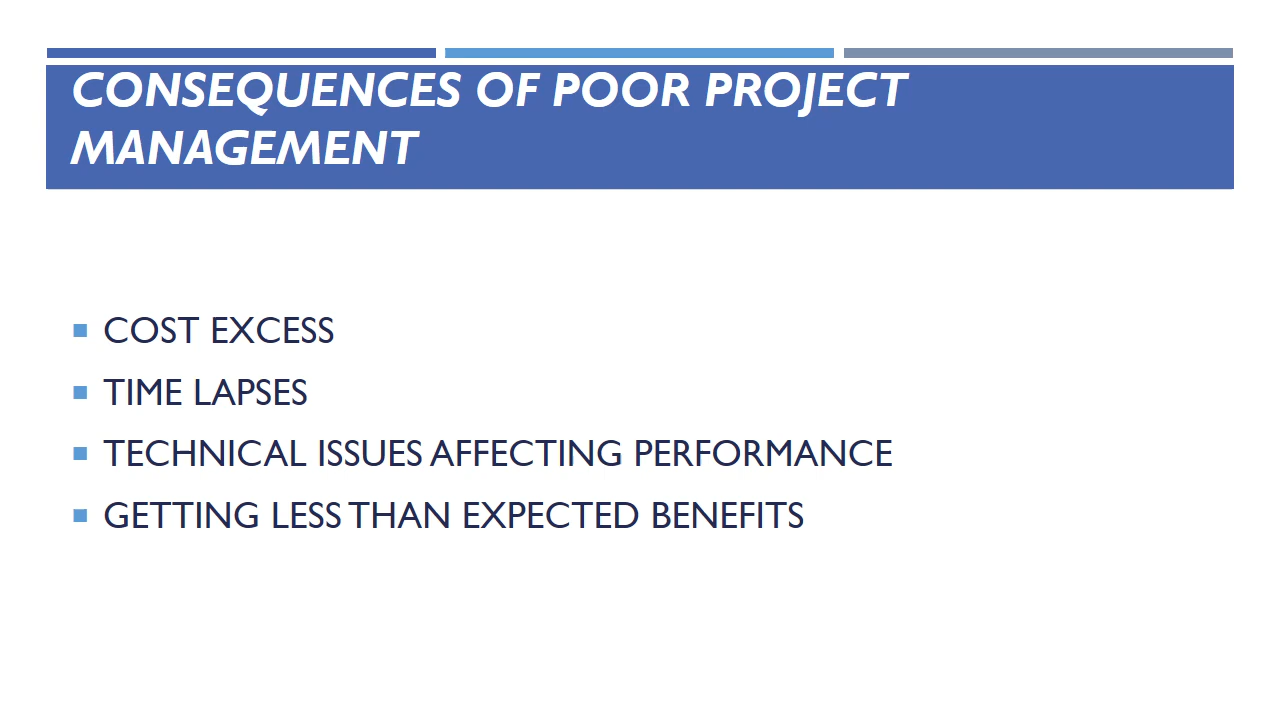 CONSEQUENCES OF POOR PROJECT
MANAGEMENT
COST EXCESS
TIME LAPSES
TECHNICAL ISSUES AFFECTING PERFORMANCE
GETTING LESS THAN EXPECTED BENEFITS